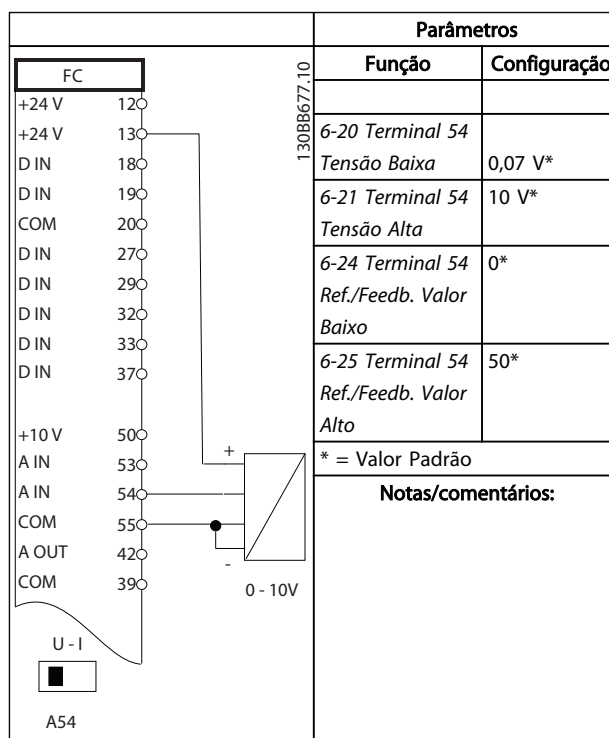 FC
+24 V 12
+24 V 13
D IN 18
D IN 19
COM 20
D IN 27
D IN 29
D IN 32
D IN 33
D IN 37
+10 V 50
A IN 53
A IN 54
COM 55
A OUT 42
COM 39
+
-
0 - 10V
U - I
A54
130BB677.10
Parâmetros
Função Configuração
6-20 Terminal 54
Tensão Baixa 0,07 V*
6-21 Terminal 54 10 V*
Tensão Alta
6-24 Terminal 54 0*
Ref./Feedb. Valor
Baixo
6-25 Terminal 54 50*
Ref./Feedb. Valor
Alto
* = Valor Padrão
Notas/comentários: